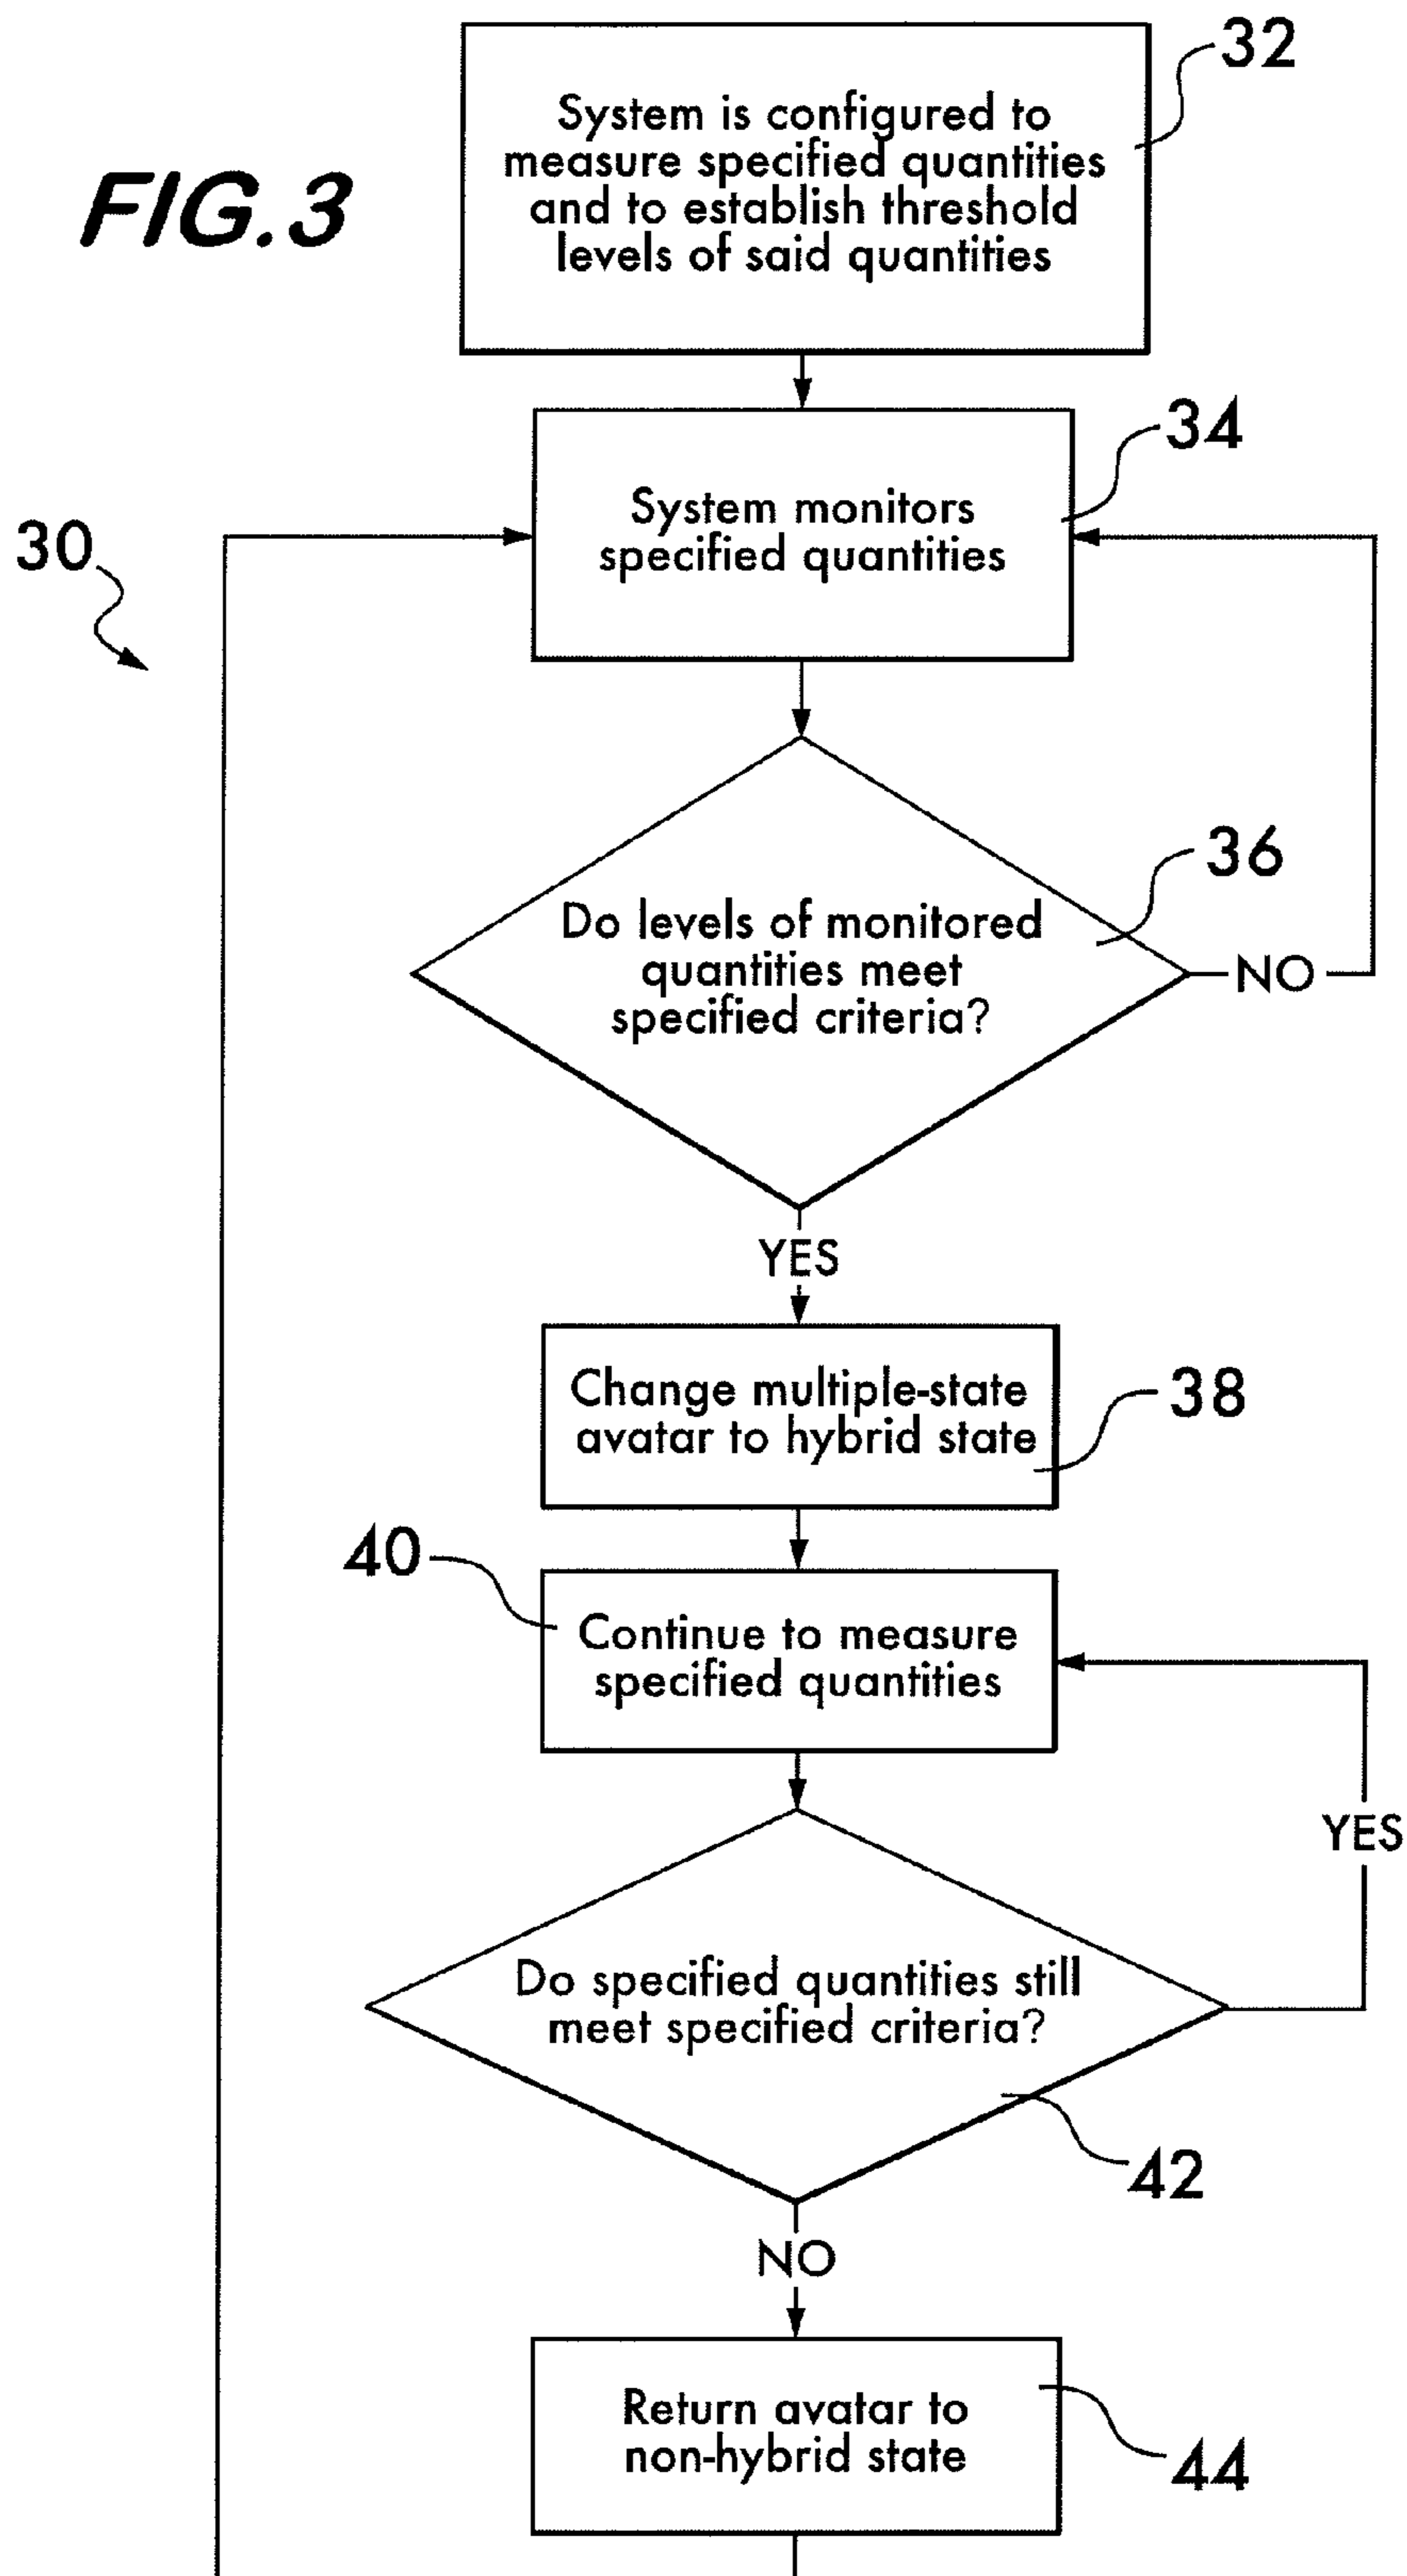 FIG.3
32
System is configured to
measure specified quantities
and to establish threshold
levels of said quantities
34
System monitors
specified quantities
30
36
Do levels of monitored
quantities meet
specified criteria?
NO
YES
Change multiple-state
avatar to hybrid state
38
40
Continue to measure
specified quantities
YES
Do specified quantities still
meet specified criteria?
42
NO
Return avatar to
non-hybrid state
44